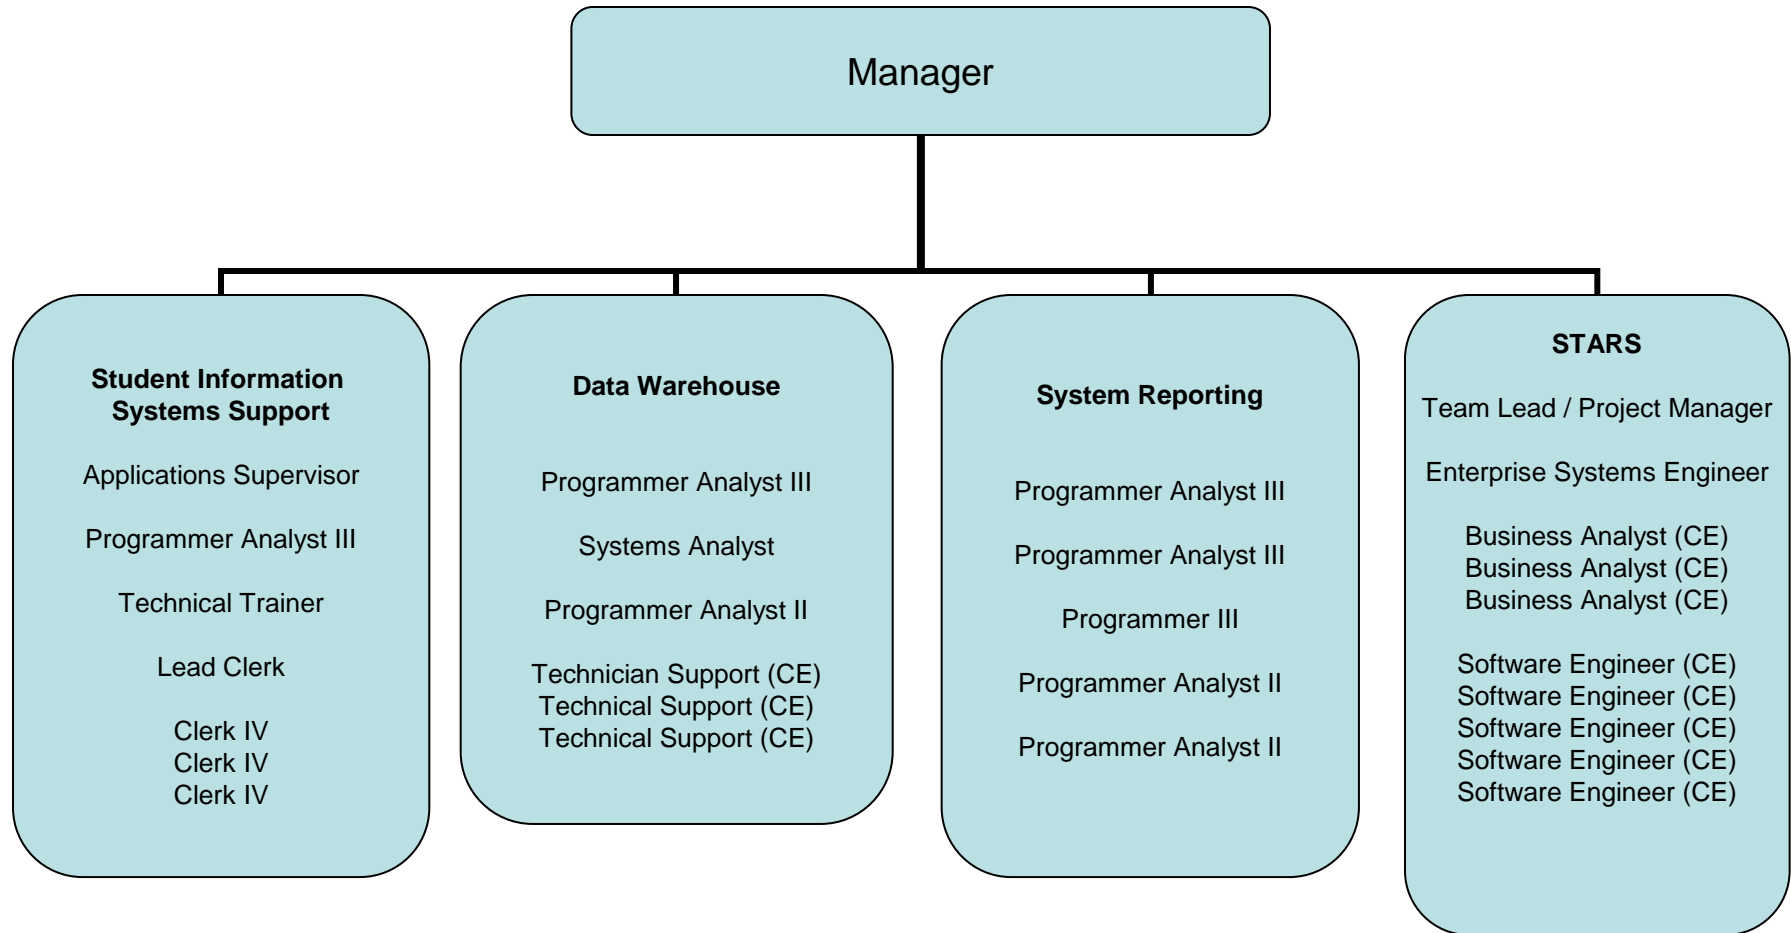 Manager
Student Information
Systems Support
Applications Supervisor
Programmer Analyst III
Technical Trainer
Lead Clerk
Clerk IV
Clerk IV
Clerk IV
Data Warehouse
Programmer Analyst III
Systems Analyst
Programmer Analyst II
Technician Support (CE)
Technical Support (CE)
Technical Support (CE)
System Reporting
Programmer Analyst III
Programmer Analyst III
Programmer III
Programmer Analyst II
Programmer Analyst II
STARS
Team Lead / Project Manager
Enterprise Systems Engineer
Business Analyst (CE)
Business Analyst (CE)
Business Analyst (CE)
Software Engineer (CE)
Software Engineer (CE)
Software Engineer (CE)
Software Engineer (CE)
Software Engineer (CE)